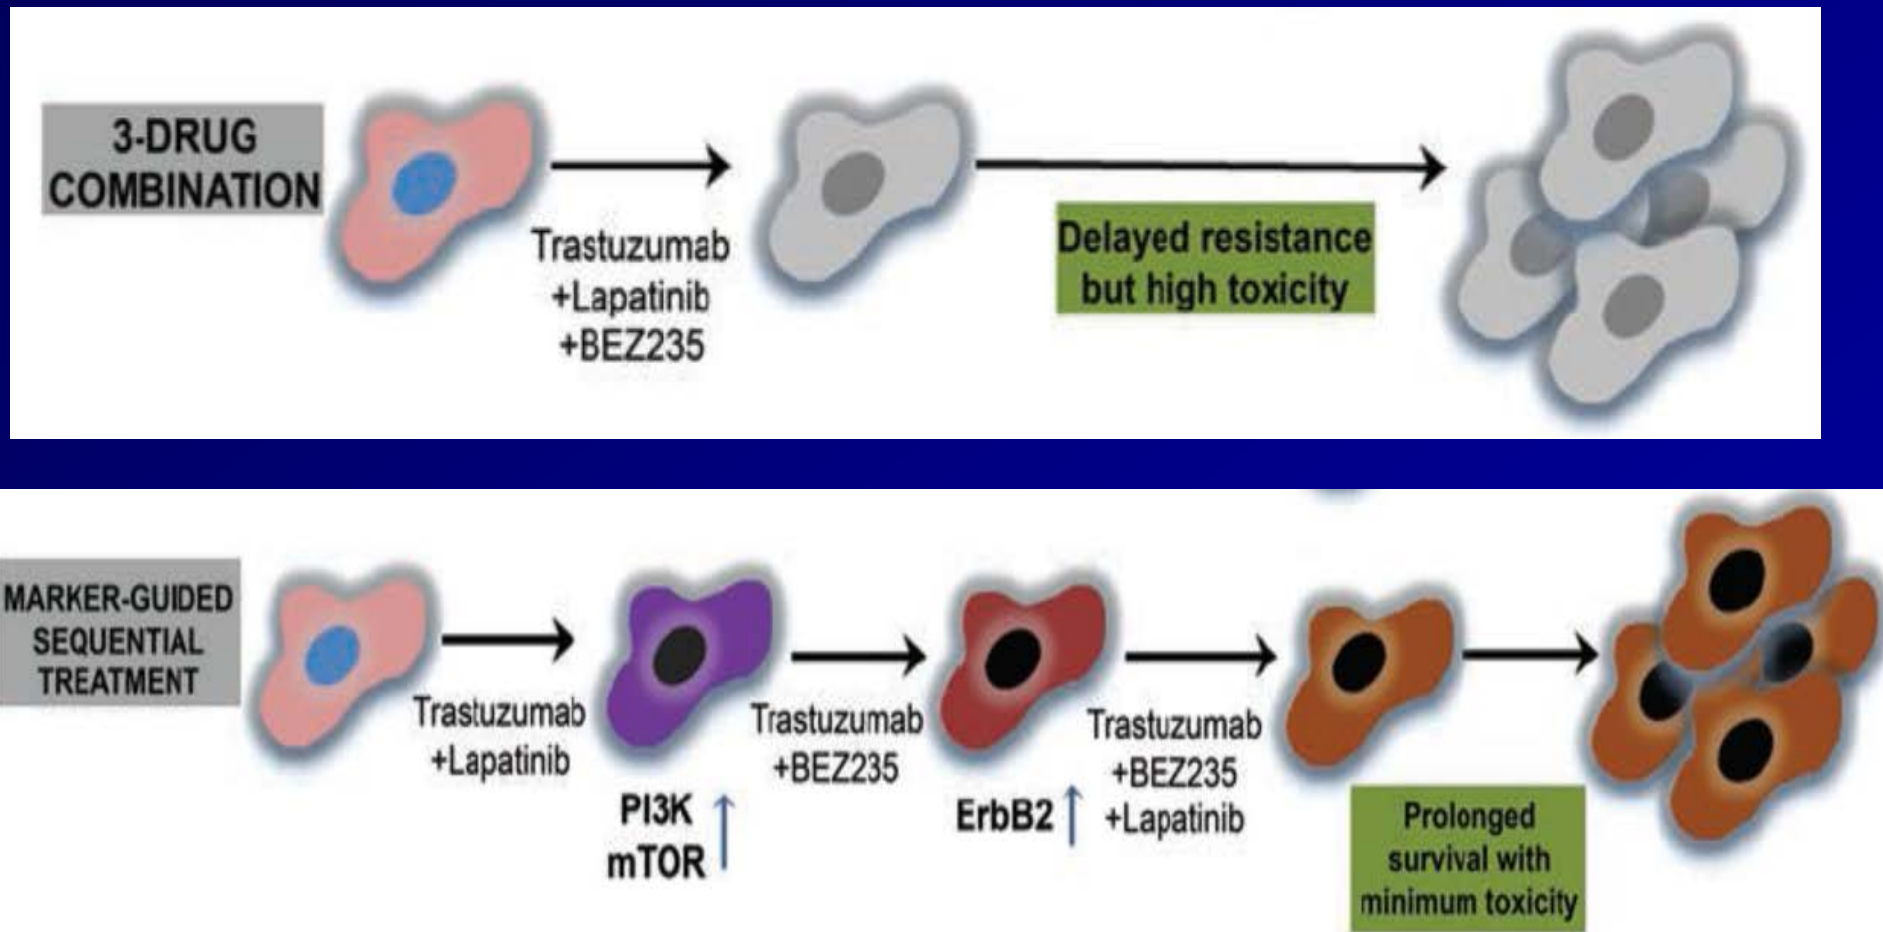 3-DRUG
COMBINATION
Trastuzumab
+Lapatinib
+BEZ235
Delayed resistance
but high toxicity
MARKER-GUIDED
SEQUENTIAL
TREATMENT
Trastuzumab
+Lapatinib
PI3K
mTOR
Trastuzumab
+BEZ235
ErbB2
Trastuzumab
+BEZ235
+Lapatinib
Prolonged
survival with
minimum toxicity